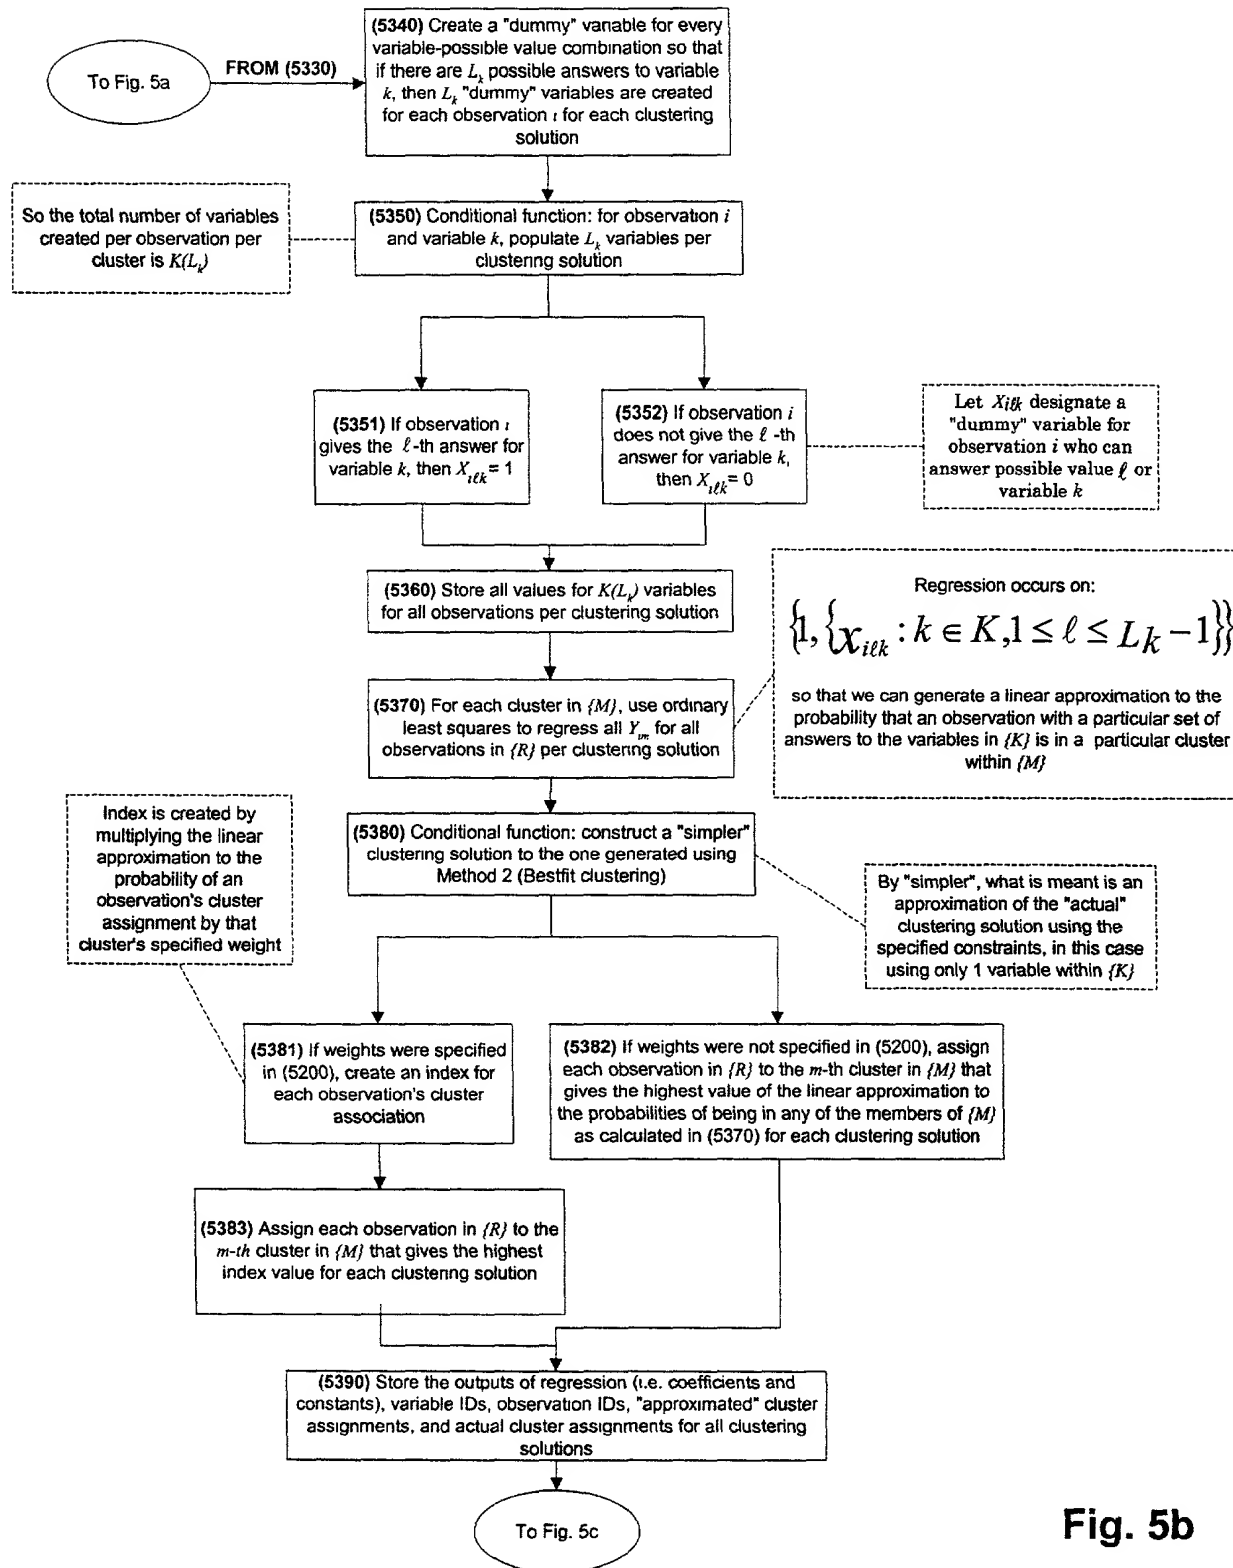 To Fig. 5a
FROM (5330)
(5340) Create a "dummy" variable for every
variable-possible value combination so that
if there are L_k possible answers to variable
k, then L_k "dummy" variables are created
for each observation i for each clustering
solution
So the total number of variables
created per observation per
cluster is K(L_k)
(5350) Conditional function: for observation i
and variable k, populate L_k variables per
clustering solution
(5351) If observation i
gives the ℓ-th answer for
variable k, then X_iℓk = 1
(5352) If observation i
does not give the ℓ -th
answer for variable k,
then X_iℓk = 0
Let X_iℓk designate a
"dummy" variable for
observation i who can
answer possible value ℓ or
variable k
(5360) Store all values for K(L_k) variables
for all observations per clustering solution
Regression occurs on:
{1, {x_iℓk : k ∈ K, 1 ≤ ℓ ≤ L_k − 1}}
so that we can generate a linear approximation to the
probability that an observation with a particular set of
answers to the variables in {K} is in a particular cluster
within {M}
(5370) For each cluster in {M}, use ordinary
least squares to regress all Y_im for all
observations in {R} per clustering solution
Index is created by
multiplying the linear
approximation to the
probability of an
observation's cluster
assignment by that
cluster's specified weight
(5380) Conditional function: construct a "simpler"
clustering solution to the one generated using
Method 2 (Bestfit clustering)
By "simpler", what is meant is an
approximation of the "actual"
clustering solution using the
specified constraints, in this case
using only 1 variable within {K}
(5381) If weights were specified
in (5200), create an index for
each observation's cluster
association
(5382) If weights were not specified in (5200), assign
each observation in {R} to the m-th cluster in {M} that
gives the highest value of the linear approximation to
the probabilities of being in any of the members of {M}
as calculated in (5370) for each clustering solution
(5383) Assign each observation in {R} to the
m-th cluster in {M} that gives the highest
index value for each clustering solution
(5390) Store the outputs of regression (i.e. coefficients and
constants), variable IDs, observation IDs, "approximated" cluster
assignments, and actual cluster assignments for all clustering
solutions
To Fig. 5c
Fig. 5b